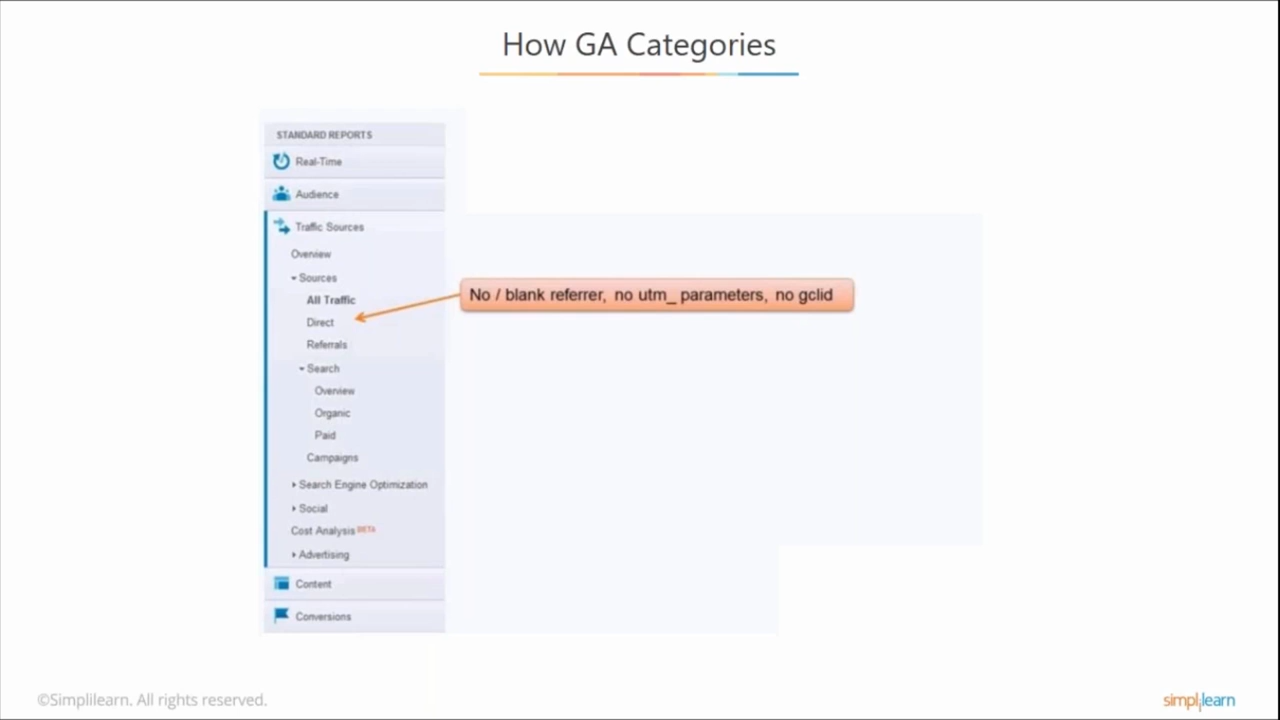 How GA Categories
STANDARD REPORTS
Real-Time
Audience
Traffic Sources
Overview
Sources
All Traffic
No / blank referrer, no utm_ parameters, no gclid
Direct
Referrals
Search
Overview
Organic
Paid
Campaigns
Search Engine Optimization
Social
Cost Analysis BETA
Advertising
Content
Conversions
©Simplilearn. All rights reserved.
simplilearn